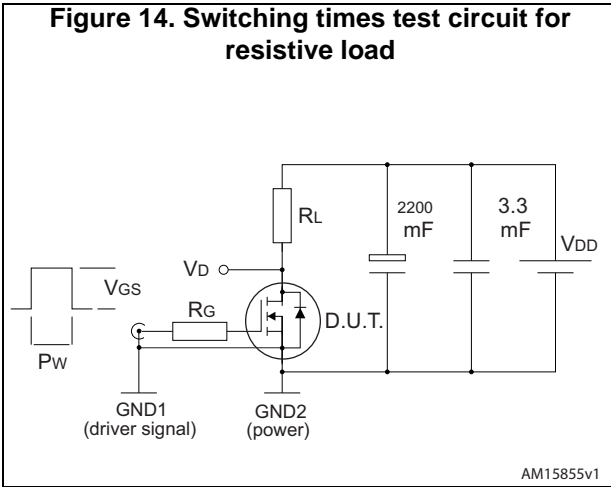 Figure 14. Switching times test circuit for
resistive load
RL
2200
mF
3.3
mF
VDD
VD
VGS
RG
D.U.T.
PW
GND1
(driver signal)
GND2
(power)
AM15855v1